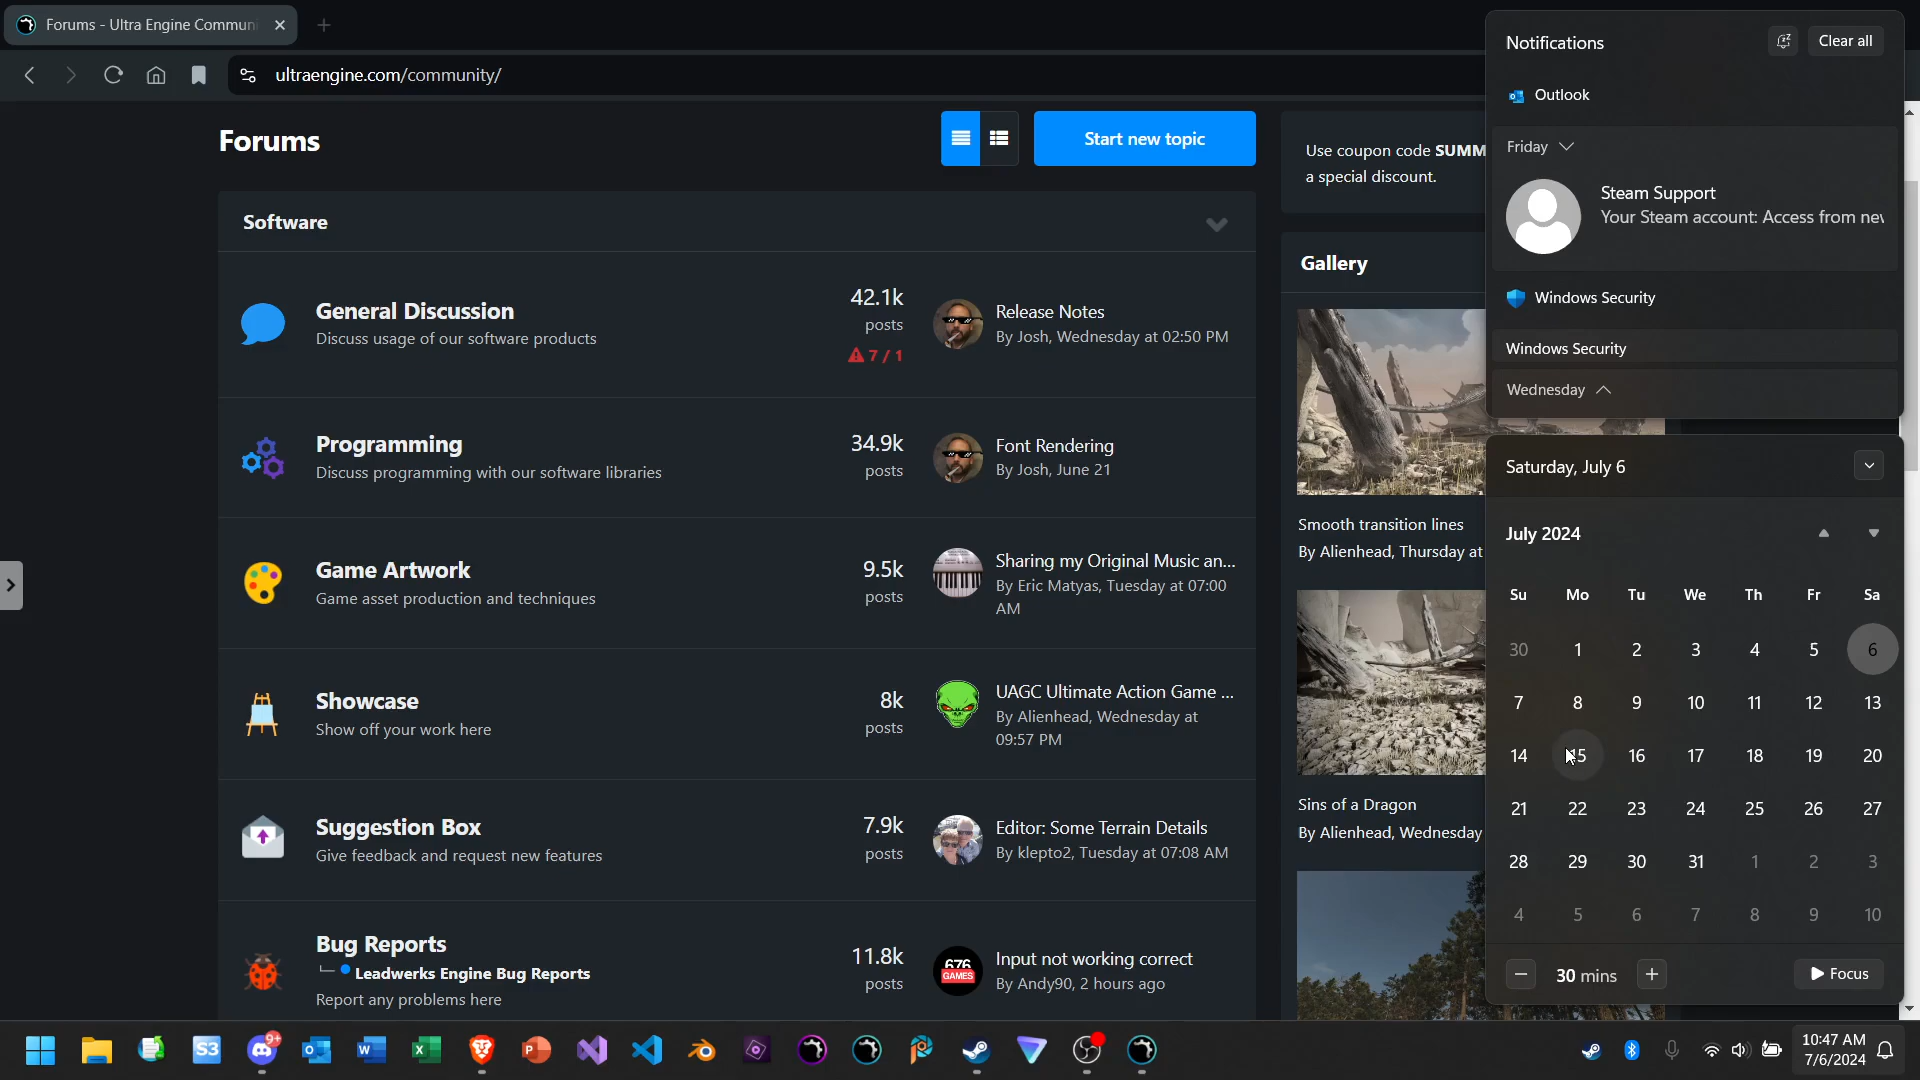 Forums - Ultra Engine Commun
ultraengine.com/community/
Forums
Start new topic
Software
General Discussion
Discuss usage of our software products
42.1k
posts
7 / 1
Release Notes
By Josh, Wednesday at 02:50 PM
Programming
Discuss programming with our software libraries
34.9k
posts
Font Rendering
By Josh, June 21
Game Artwork
Game asset production and techniques
9.5k
posts
Sharing my Original Music an...
By Eric Matyas, Tuesday at 07:00
AM
Showcase
Show off your work here
8k
posts
UAGC Ultimate Action Game ...
By Alienhead, Wednesday at
09:57 PM
Suggestion Box
Give feedback and request new features
7.9k
posts
Editor: Some Terrain Details
By klepto2, Tuesday at 07:08 AM
Bug Reports
Leadwerks Engine Bug Reports
Report any problems here
11.8k
posts
676
GAMES
Input not working correct
By Andy90, 2 hours ago
Use coupon code SUMM
a special discount.
Gallery
Smooth transition lines
By Alienhead, Thursday at
Sins of a Dragon
By Alienhead, Wednesday
Notifications
Clear all
Outlook
Friday
Steam Support
Your Steam account: Access from nev
Windows Security
Windows Security
Wednesday
Saturday, July 6
July 2024
Su Mo Tu We Th Fr Sa
30 1 2 3 4 5 6
7 8 9 10 11 12 13
14 15 16 17 18 19 20
21 22 23 24 25 26 27
28 29 30 31 1 2 3
4 5 6 7 8 9 10
30 mins
Focus
S3
9+
10:47 AM
7/6/2024